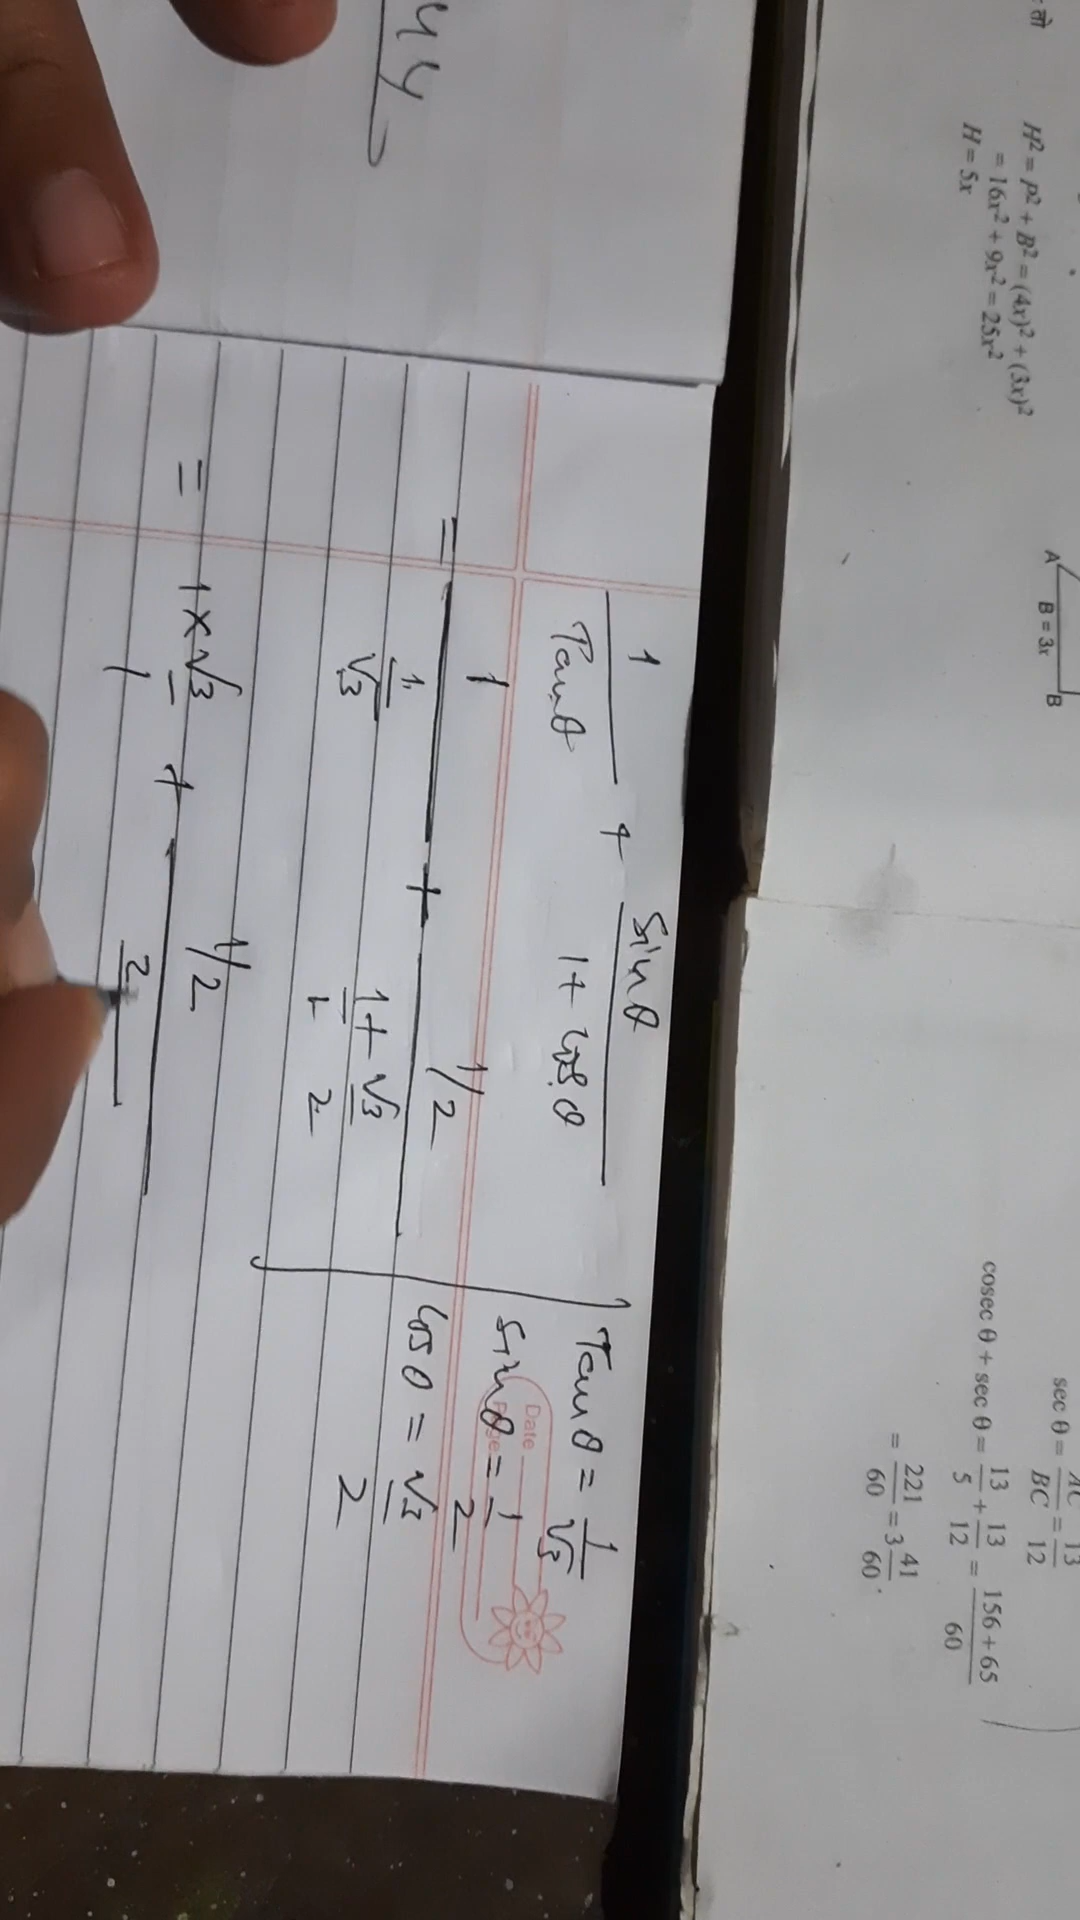 तो
H² = P² + B² = (4x)² + (3x)²
= 16x² + 9x² = 25x²
H = 5x
A
B = 3x
B
sec θ = AC/BC = 13/12
cosec θ + sec θ = 13/5 + 13/12 = (156 + 65)/60
= 221/60 = 3 41/60.
Date
Page
1/Tanθ + Sinθ/(1 + cosθ)
= 1/(1/√3) + (1/2)/(1/1 + √3/2)
= 1 × √3/1 + (1/2)/(/2)
Tanθ = 1/√3
Sinθ = 1/2
cosθ = √3/2